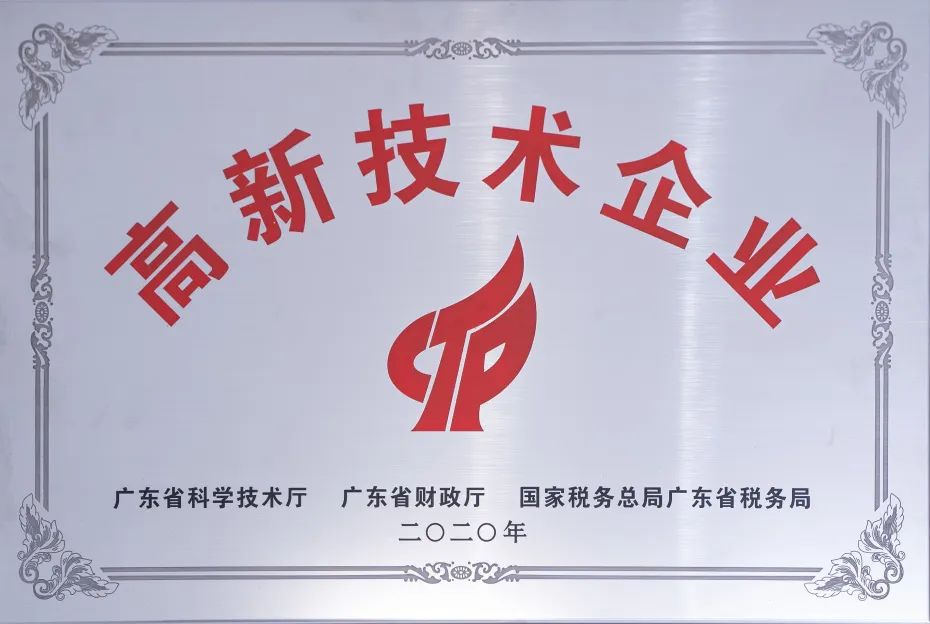 高新技术企业
广东省科学技术厅 广东省财政厅 国家税务总局广东省税务局
二〇二〇年